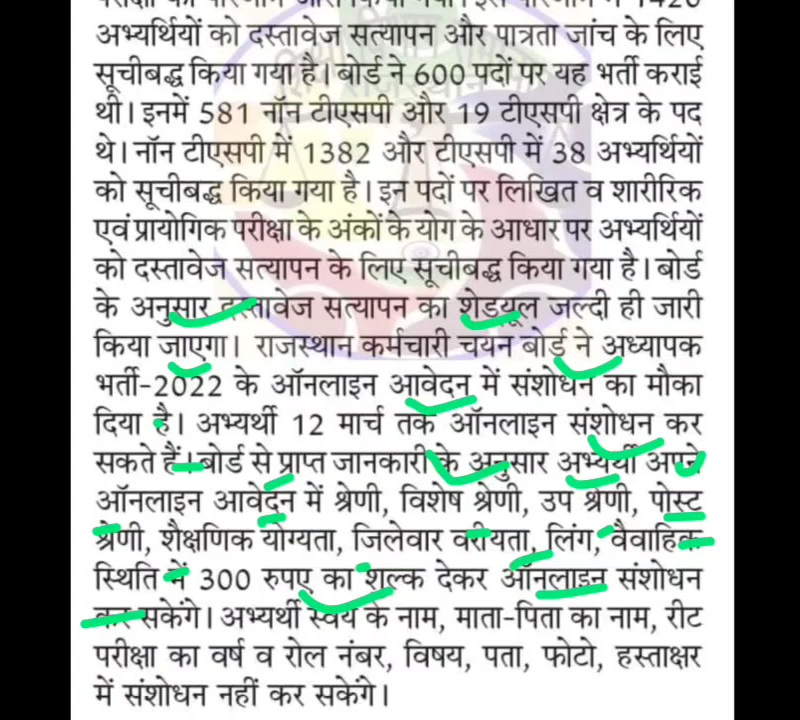 अभ्यर्थियों को दस्तावेज सत्यापन और पात्रता जांच के लिए
सूचीबद्ध किया गया है। बोर्ड ने 600 पदों पर यह भर्ती कराई
थी। इनमें 581 नॉन टीएसपी और 19 टीएसपी क्षेत्र के पद
थे। नॉन टीएसपी में 1382 और टीएसपी में 38 अभ्यर्थियों
को सूचीबद्ध किया गया है। इन पदों पर लिखित व शारीरिक
एवं प्रायोगिक परीक्षा के अंकों के योग के आधार पर अभ्यर्थियों
को दस्तावेज सत्यापन के लिए सूचीबद्ध किया गया है। बोर्ड
के अनुसार दस्तावेज सत्यापन का शेड्यूल जल्दी ही जारी
किया जाएगा। राजस्थान कर्मचारी चयन बोर्ड ने अध्यापक
भर्ती-2022 के ऑनलाइन आवेदन में संशोधन का मौका
दिया है। अभ्यर्थी 12 मार्च तक ऑनलाइन संशोधन कर
सकते हैं। बोर्ड से प्राप्त जानकारी के अनुसार अभ्यर्थी अपने
ऑनलाइन आवेदन में श्रेणी, विशेष श्रेणी, उप श्रेणी, पोस्ट
श्रेणी, शैक्षणिक योग्यता, जिलेवार वरीयता, लिंग, वैवाहिक
स्थिति में 300 रुपए का शुल्क देकर ऑनलाइन संशोधन
कर सकेंगे। अभ्यर्थी स्वयं के नाम, माता-पिता का नाम, रीट
परीक्षा का वर्ष व रोल नंबर, विषय, पता, फोटो, हस्ताक्षर
में संशोधन नहीं कर सकेंगे।